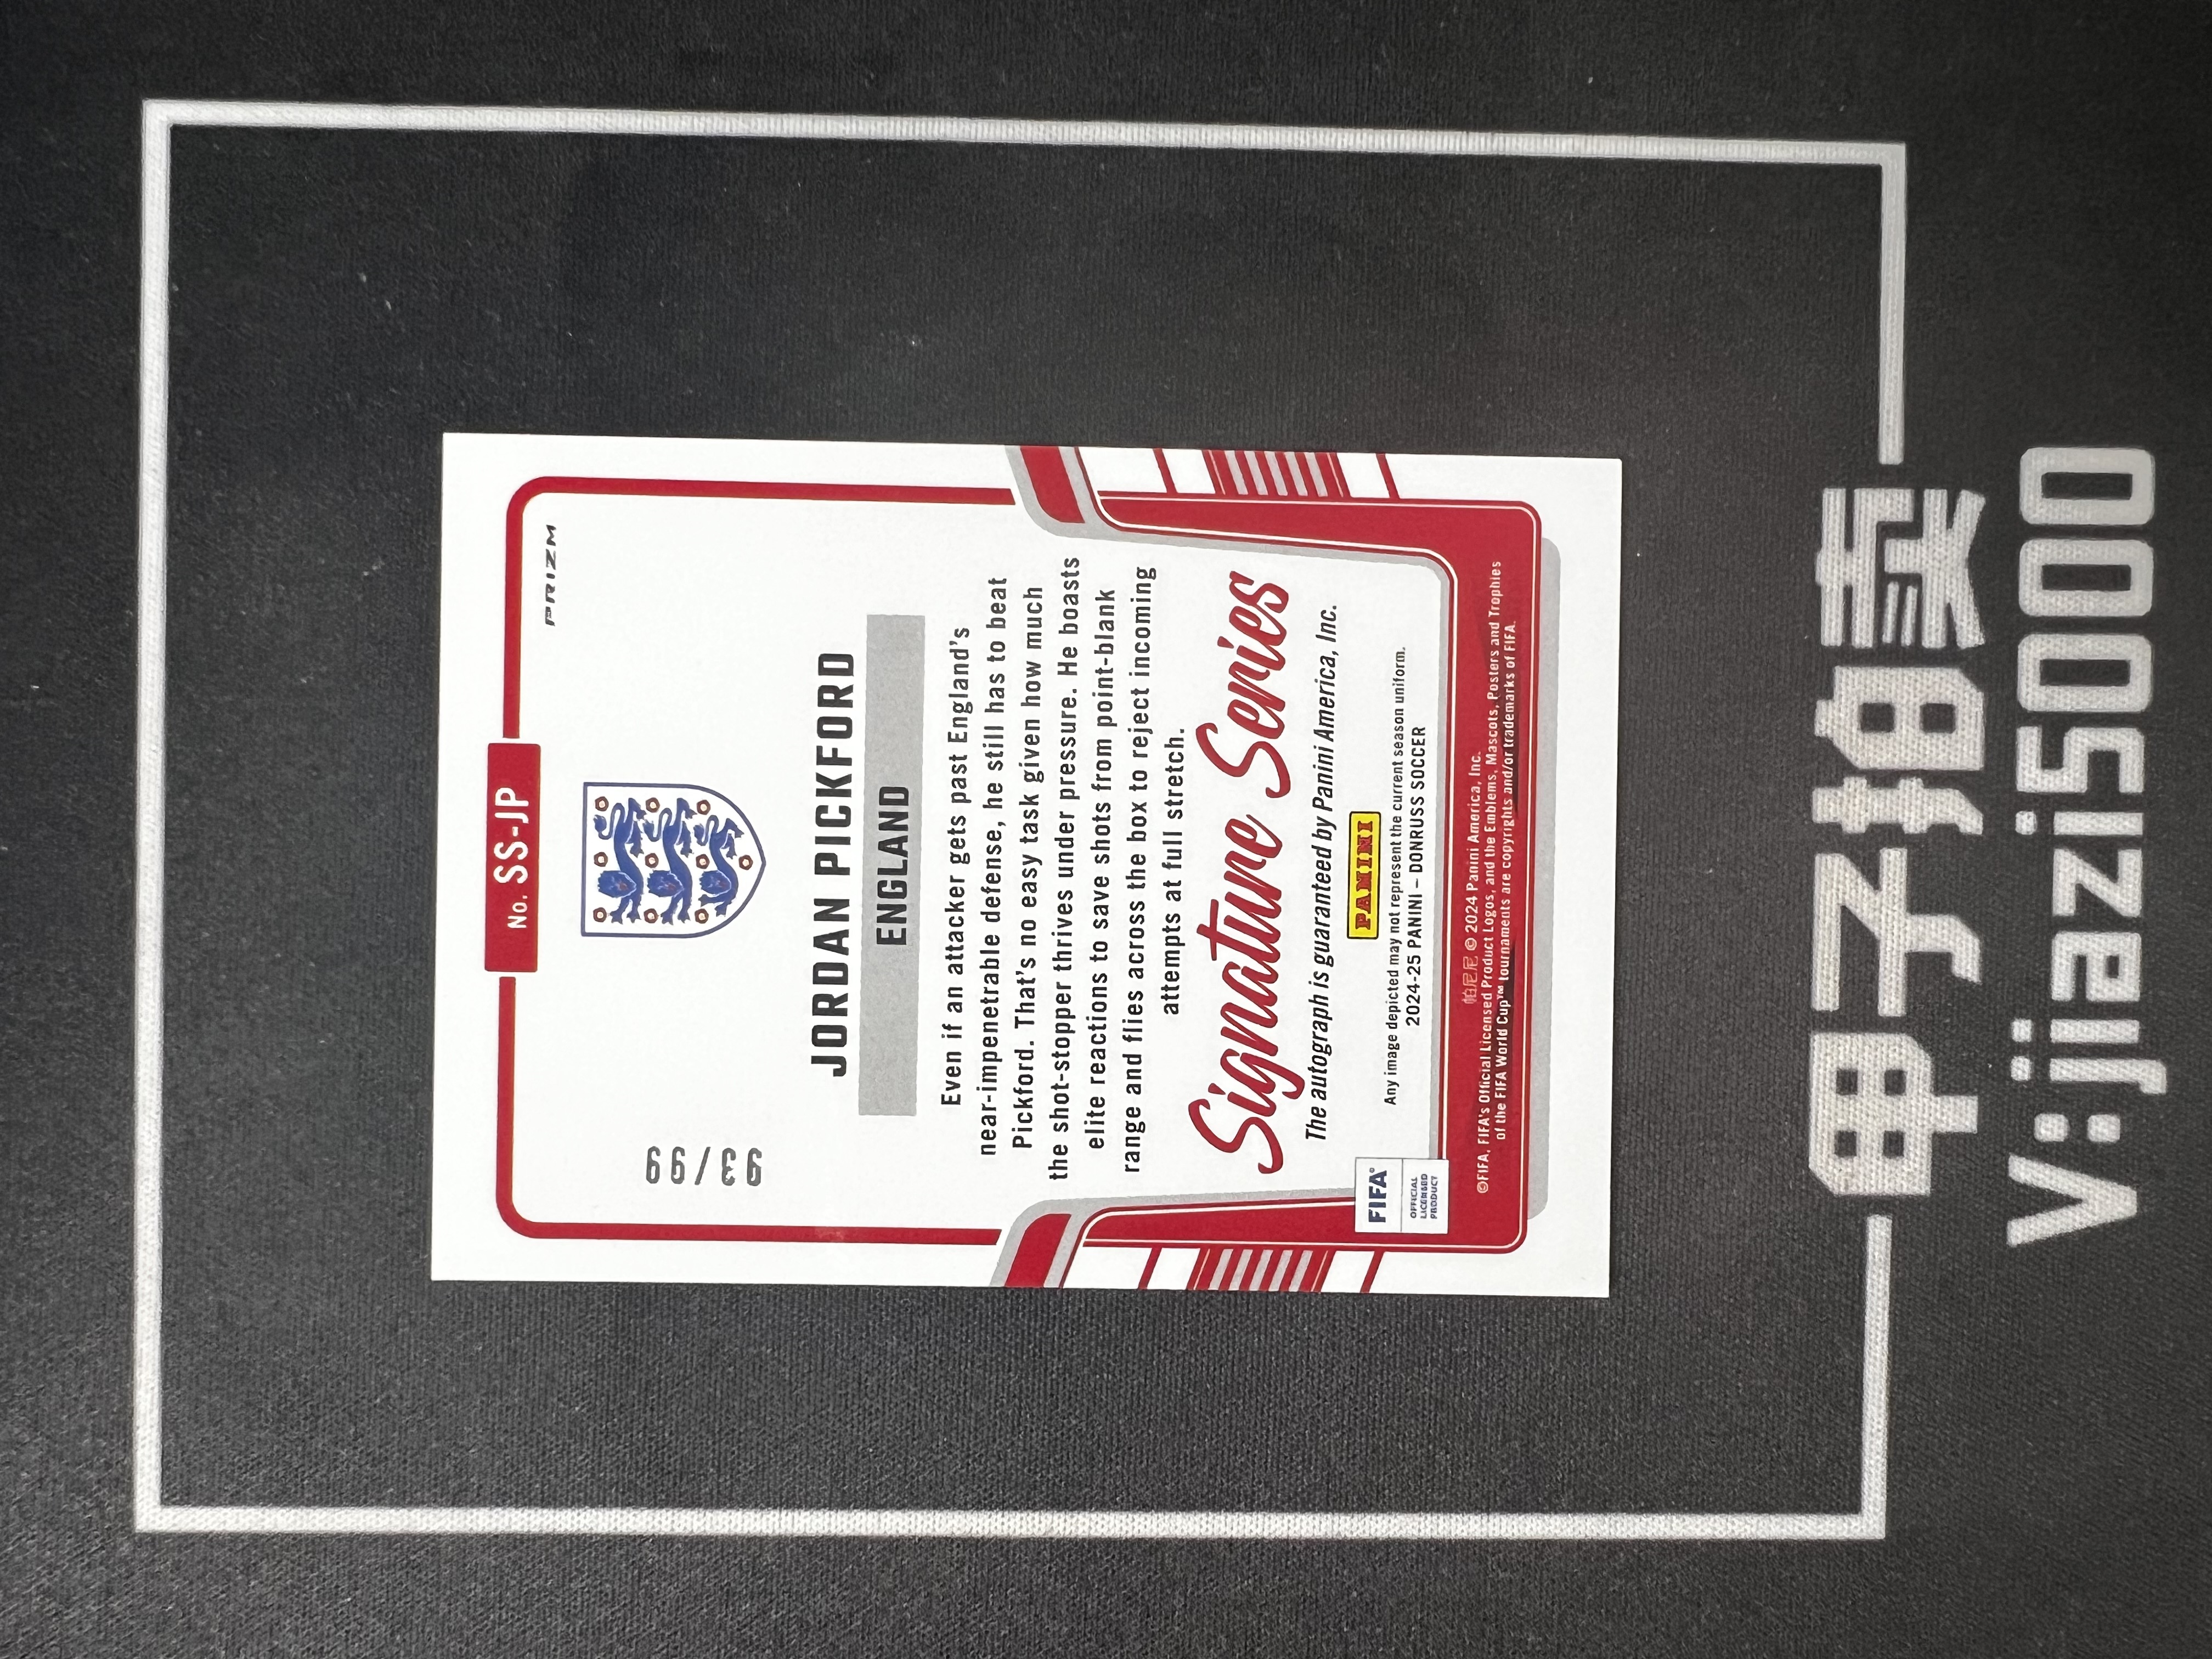 No. SS-JP
PRIZM
93/99
JORDAN PICKFORD
ENGLAND
Even if an attacker gets past England's
near-impenetrable defense, he still has to beat
Pickford. That's no easy task given how much
the shot-stopper thrives under pressure. He boasts
elite reactions to save shots from point-blank
range and flies across the box to reject incoming
attempts at full stretch.
Signature Series
The autograph is guaranteed by Panini America, Inc.
PANINI
Any image depicted may not represent the current season uniform.
2024-25 PANINI – DONRUSS SOCCER
FIFA®
OFFICIAL
LICENSED
PRODUCT
帕尼尼 © 2024 Panini America, Inc.
©FIFA, FIFA's Official Licensed Product Logos, and the Emblems, Mascots, Posters and Trophies
of the FIFA World Cup™ tournaments are copyrights and/or trademarks of FIFA.
甲子拍卖
V:jiazi5000